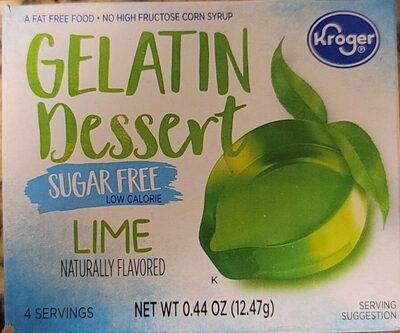 A FAT FREE FOOD • NO HIGH FRUCTOSE CORN SYRUP
Kroger®
GELATIN
Dessert
SUGAR FREE
LOW CALORIE
LIME
NATURALLY FLAVORED
K
4 SERVINGS
NET WT 0.44 OZ (12.47g)
SERVING
SUGGESTION